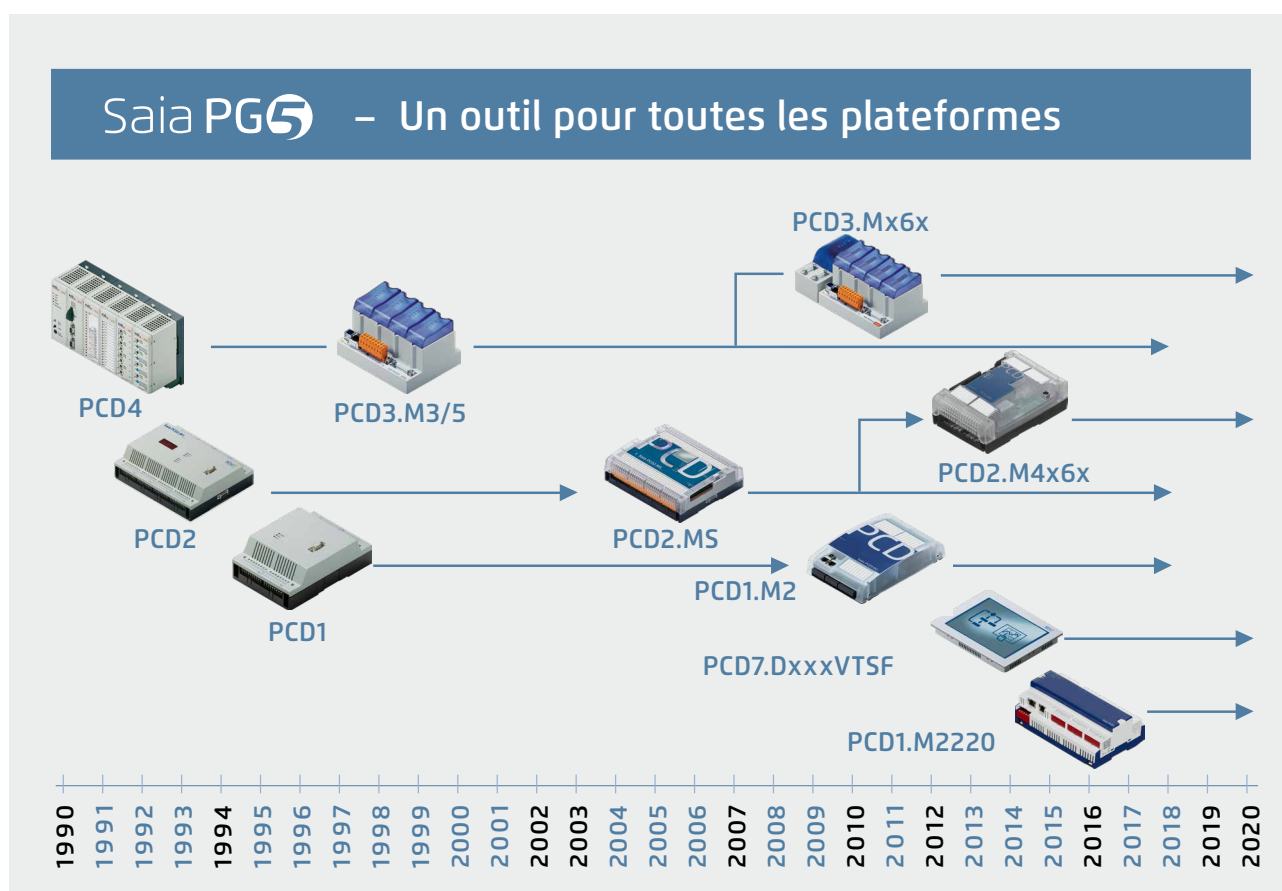 Saia PG5 – Un outil pour toutes les plateformes
PCD3.Mx6x
PCD4
PCD3.M3/5
PCD2.M4x6x
PCD2
PCD2.MS
PCD1.M2
PCD1
PCD7.DxxxVTSF
PCD1.M2220
1990 1991 1992 1993 1994 1995 1996 1997 1998 1999 2000 2001 2002 2003 2004 2005 2006 2007 2008 2009 2010 2011 2012 2013 2014 2015 2016 2017 2018 2019 2020